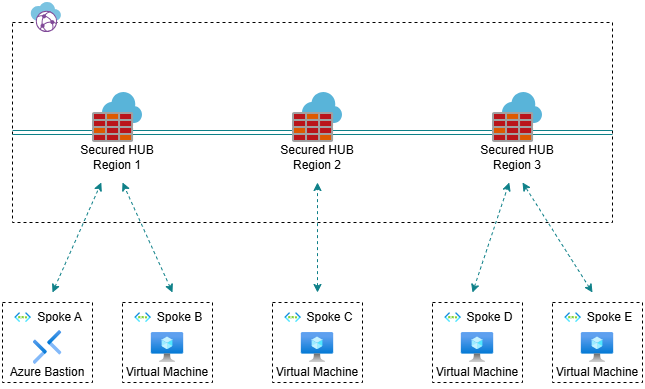 Secured HUB
Region 1
Secured HUB
Region 2
Secured HUB
Region 3
Spoke A
Azure Bastion
Spoke B
Virtual Machine
Spoke C
Virtual Machine
Spoke D
Virtual Machine
Spoke E
Virtual Machine